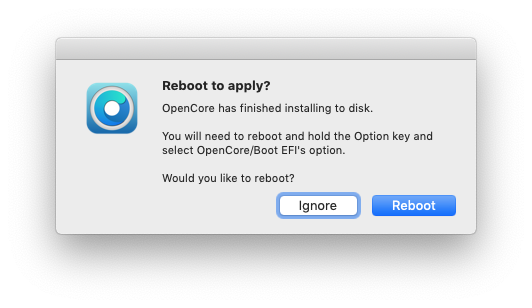 Reboot to apply?
OpenCore has finished installing to disk.
You will need to reboot and hold the Option key and
select OpenCore/Boot EFI's option.
Would you like to reboot?
Ignore
Reboot